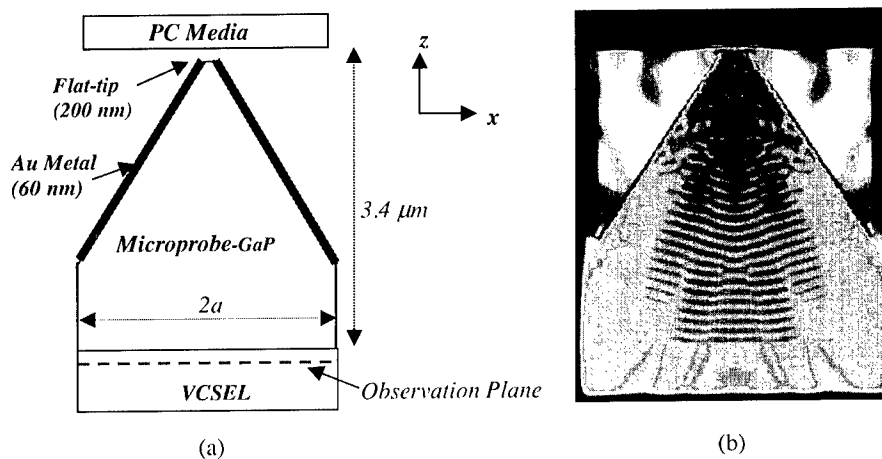 PC Media
z
Flat-tip
(200 nm)
x
Au Metal
(60 nm)
3.4 μm
Microprobe-GaP
2a
VCSEL
Observation Plane
(a)
(b)